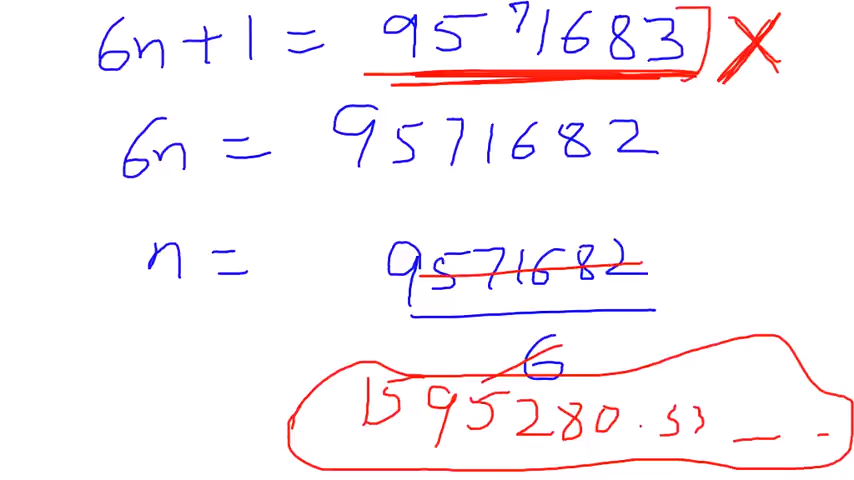 6n + 1 = 9571683
6n = 9571682
n = 9571682
6
1595280.33